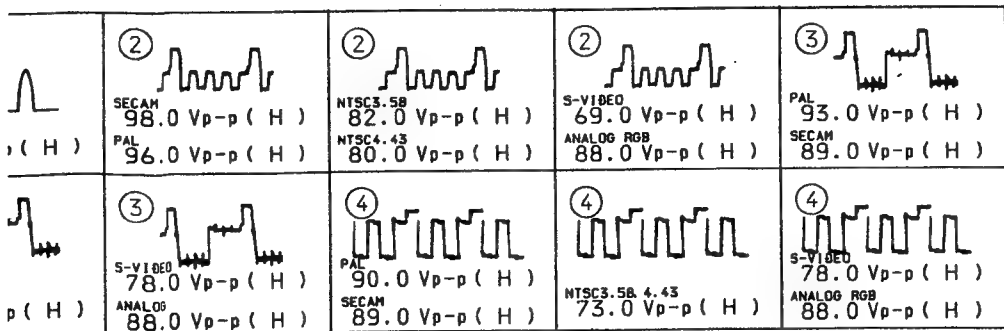 ②
SECAM
98.0 Vp-p ( H )
PAL
96.0 Vp-p ( H )
②
NTSC3.58
82.0 Vp-p ( H )
NTSC4.43
80.0 Vp-p ( H )
②
S-VIDEO
69.0 Vp-p ( H )
ANALOG RGB
88.0 Vp-p ( H )
③
PAL
93.0 Vp-p ( H )
SECAM
89.0 Vp-p ( H )
( H )
③
S-VIDEO
78.0 Vp-p ( H )
ANALOG
88.0 Vp-p ( H )
④
PAL
90.0 Vp-p ( H )
SECAM
89.0 Vp-p ( H )
④
NTSC3.58, 4.43
73.0 Vp-p ( H )
④
S-VIDEO
78.0 Vp-p ( H )
ANALOG RGB
88.0 Vp-p ( H )
p ( H )